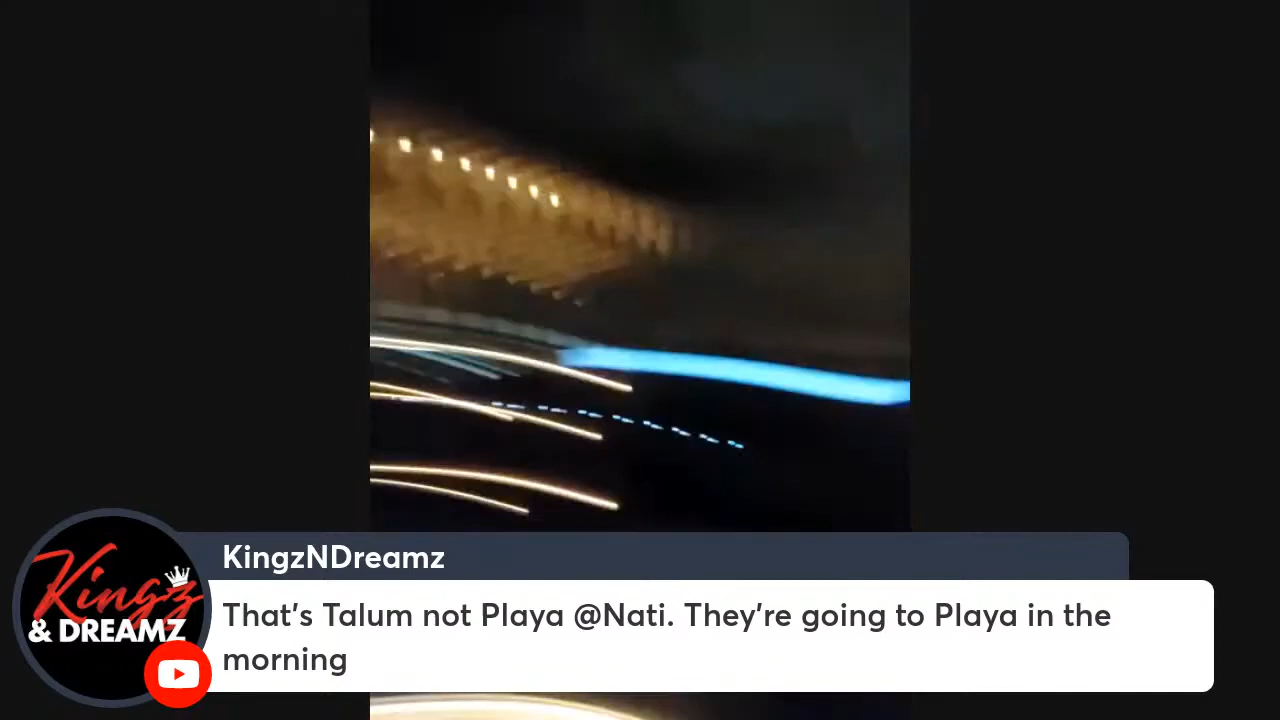 KingzNDreamz
That's Talum not Playa @Nati. They're going to Playa in the
morning
Kingz
& DREAMZ